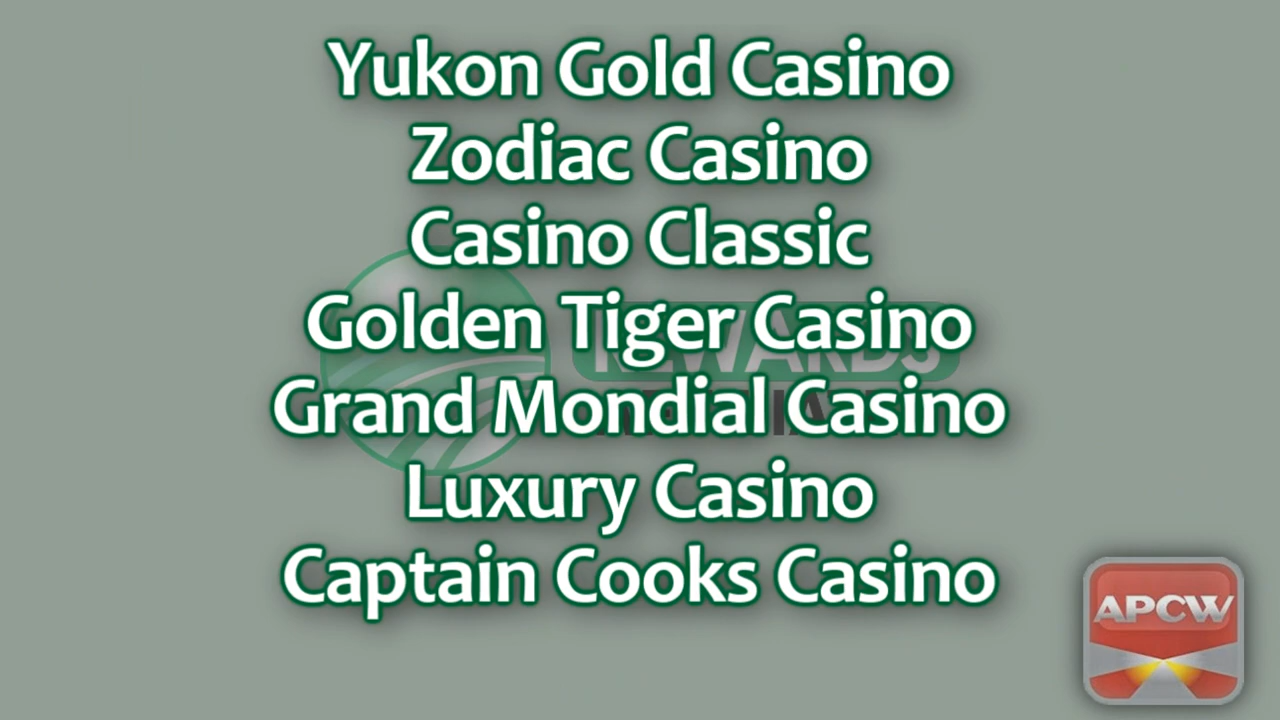 Yukon Gold Casino
Zodiac Casino
Casino Classic
Golden Tiger Casino
REWARDS
Grand Mondial Casino
Luxury Casino
Captain Cooks Casino
APCW